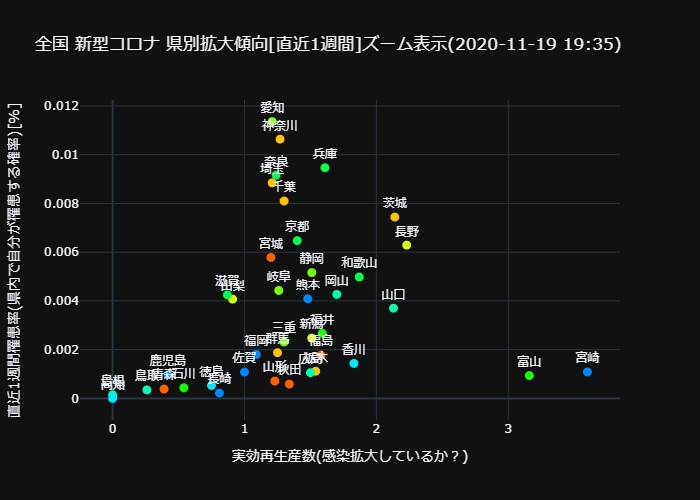 全国 新型コロナ 県別拡大傾向[直近1週間]ズーム表示(2020-11-19 19:35)
直近1週間罹患率(県内で自分が罹患する確率)[%]
0.012
0.01
0.008
0.006
0.004
0.002
0
愛知
神奈川
兵庫
奈良
埼玉
千葉
茨城
京都
長野
宮城
静岡
和歌山
岐阜
滋賀
山梨
熊本
岡山
山口
新潟
福井
三重
群馬
福岡
福島
香川
鹿児島
佐賀
広島
富山
宮崎
山形
秋田
徳島
長崎
鳥取
石川
高知
0
1
2
3
実効再生産数(感染拡大しているか？)